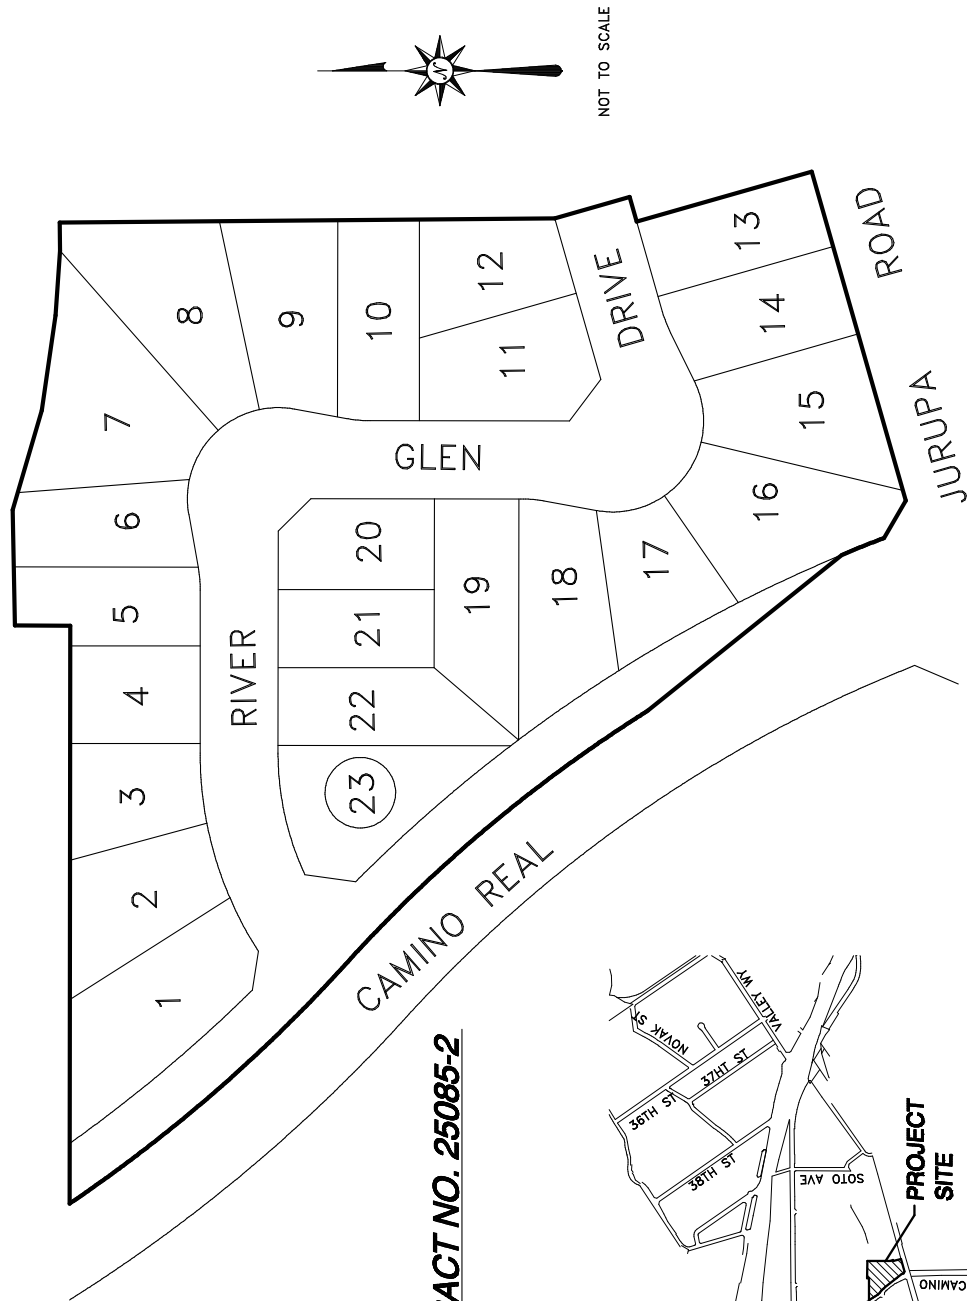 N
NOT TO SCALE
1
2
3
4
5
6
7
8
9
10
11
12
13
14
15
16
17
18
19
20
21
22
23
RIVER
GLEN
DRIVE
CAMINO REAL
JURUPA ROAD
ACT NO. 25085-2
NOVAK ST
VALLEY WY
36TH ST
37HT ST
38TH ST
SOTO AVE
PROJECT
SITE
CAMINO